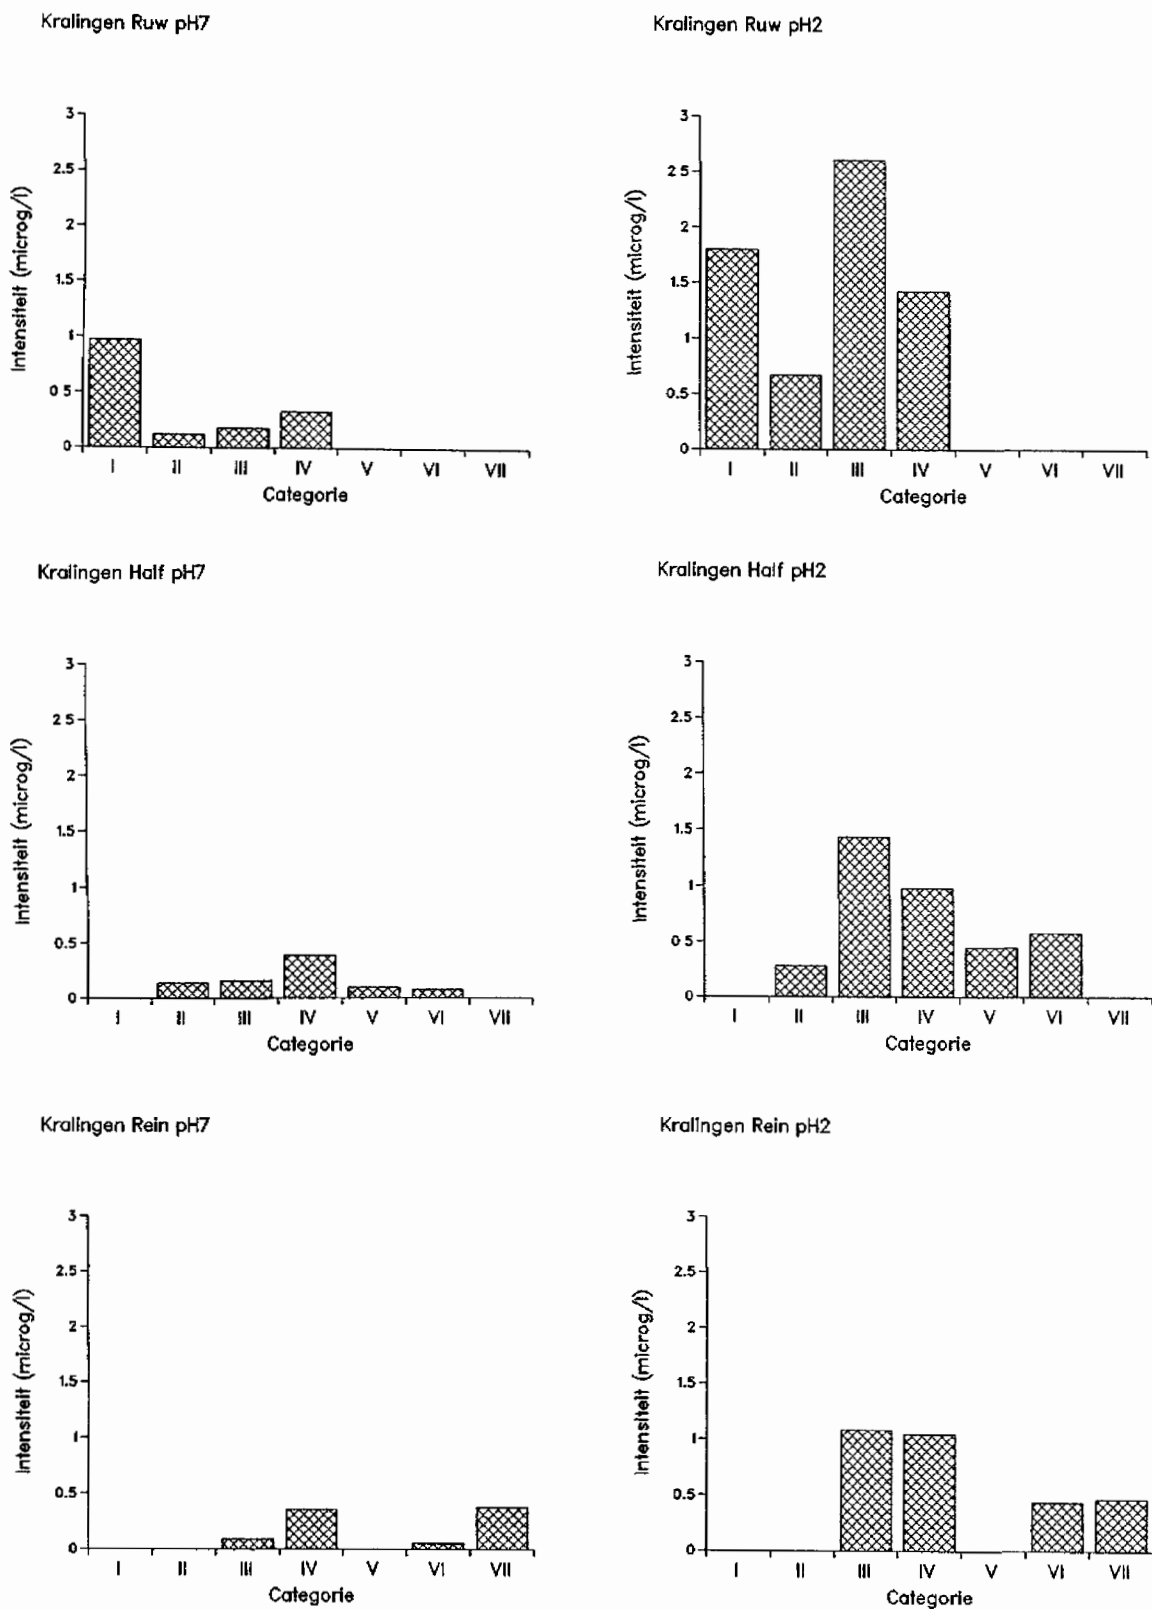 Kralingen Ruw pH7
3
2.5
2
1.5
1
0 5
0
Intensiteit (microg/l)
I II III IV V VI VII
Categorie
Kralingen Ruw pH2
3
2 5
2
1.5
1
0.5
0
Intensiteit (microg/l)
I II III IV V VI VII
Categorie
Kralingen Half pH7
3
2 5
2
1.5
1
0.5
0
Intensiteit (microg/l)
I II III IV V VI VII
Categorie
Kralingen Half pH2
3
2.5
2
1.5
1
0 5
0
Intensiteit (microg/l)
I II III IV V VI VII
Categorie
Kralingen Rein pH7
3
2.5
2
1.5
1
0.5
0
Intensiteit (microg/l)
I II III IV V VI VII
Categorie
Kralingen Rein pH2
3
2.5
2
1.5
1
0.5
0
Intensiteit (microg/l)
I II III IV V VI VII
Categorie